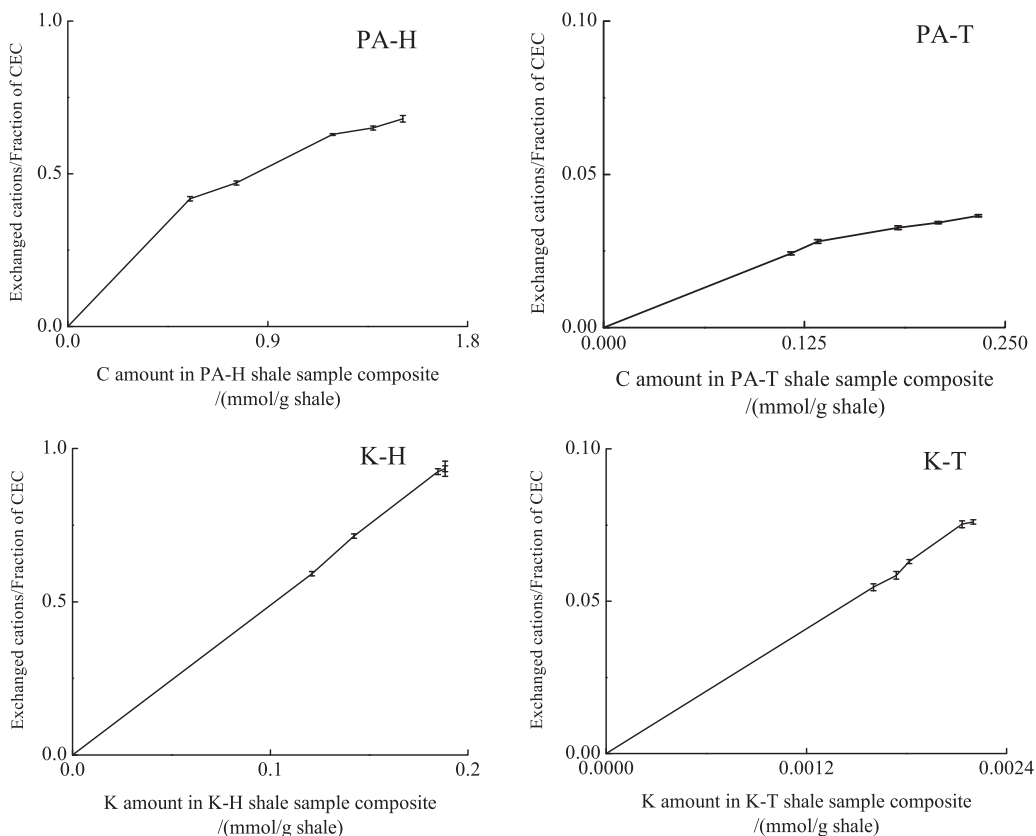 PA-H
Exchanged cations/Fraction of CEC
1.0
0.5
0.0
0.0
0.9
1.8
C amount in PA-H shale sample composite
/(mmol/g shale)
PA-T
Exchanged cations/Fraction of CEC
0.10
0.05
0.00
0.000
0.125
0.250
C amount in PA-T shale sample composite
/(mmol/g shale)
K-H
Exchanged cations/Fraction of CEC
1.0
0.5
0.0
0.0
0.1
0.2
K amount in K-H shale sample composite
/(mmol/g shale)
K-T
Exchanged cations/Fraction of CEC
0.10
0.05
0.00
0.0000
0.0012
0.0024
K amount in K-T shale sample composite
/(mmol/g shale)